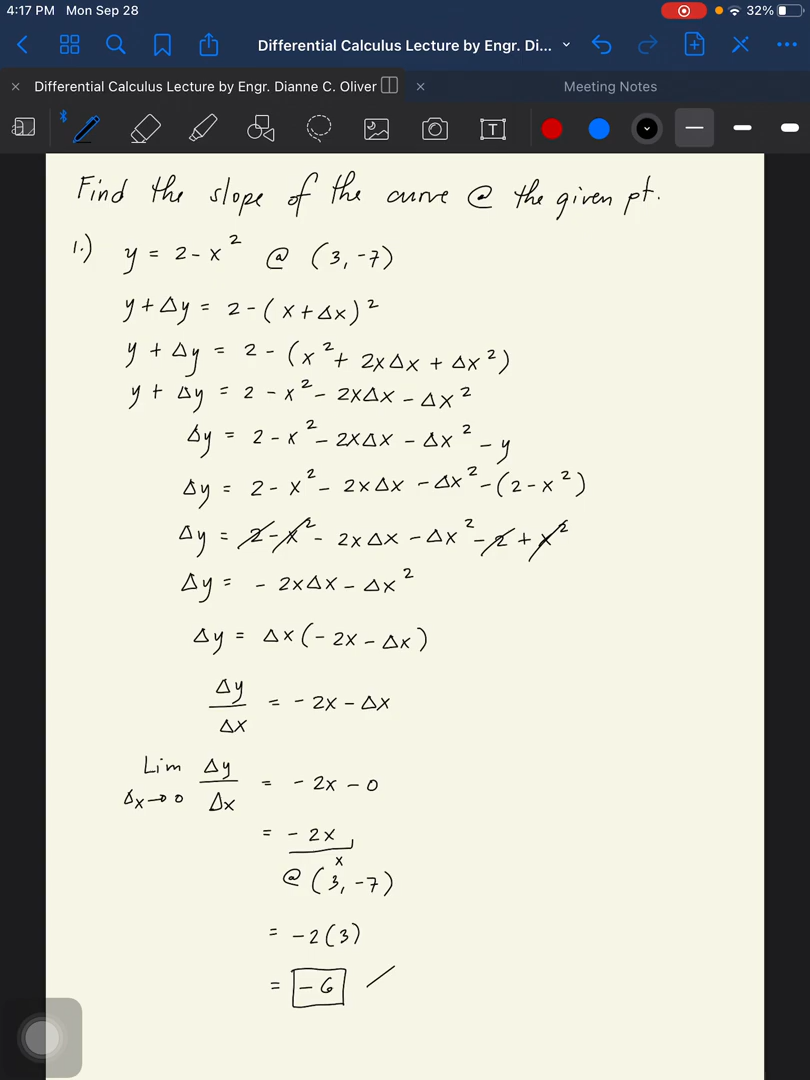 4:17 PM Mon Sep 28 32%
Differential Calculus Lecture by Engr. Di...
Differential Calculus Lecture by Engr. Dianne C. Oliver Meeting Notes
T
Find the slope of the curve @ the given pt.
1.) y = 2 - x² @ (3, -7)
y + Δy = 2 - (x + Δx)²
y + Δy = 2 - (x² + 2xΔx + Δx²)
y + Δy = 2 - x² - 2xΔx - Δx²
Δy = 2 - x² - 2xΔx - Δx² - y
Δy = 2 - x² - 2xΔx - Δx² - (2 - x²)
Δy = 2 - x² - 2xΔx - Δx² - 2 + x²
Δy = - 2xΔx - Δx²
Δy = Δx(- 2x - Δx)
Δy/Δx = - 2x - Δx
Lim Δx→0 Δy/Δx = - 2x - 0
= - 2x
x
@ (3, -7)
= -2(3)
= -6